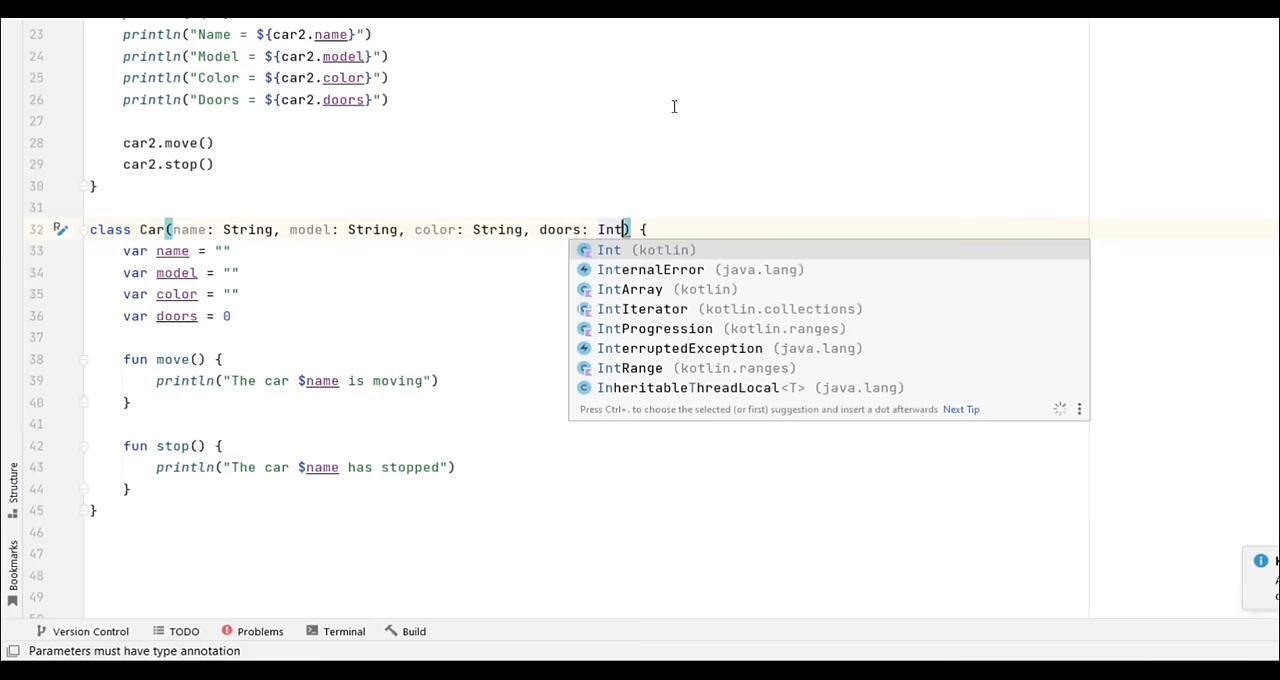 23 println("Name = ${car2.name}")
24 println("Model = ${car2.model}")
25 println("Color = ${car2.color}")
26 println("Doors = ${car2.doors}")
27
28 car2.move()
29 car2.stop()
30 }
31
32 class Car(name: String, model: String, color: String, doors: Int) {
33 var name = ""
34 var model = ""
35 var color = ""
36 var doors = 0
37
38 fun move() {
39 println("The car $name is moving")
40 }
41
42 fun stop() {
43 println("The car $name has stopped")
44 }
45 }
46
47
48
49
Int (kotlin)
InternalError (java.lang)
IntArray (kotlin)
IntIterator (kotlin.collections)
IntProgression (kotlin.ranges)
InterruptedException (java.lang)
IntRange (kotlin.ranges)
InheritableThreadLocal<T> (java.lang)
Press Ctrl+. to choose the selected (or first) suggestion and insert a dot afterwards Next Tip
Structure
Bookmarks
Version Control TODO Problems Terminal Build
Parameters must have type annotation